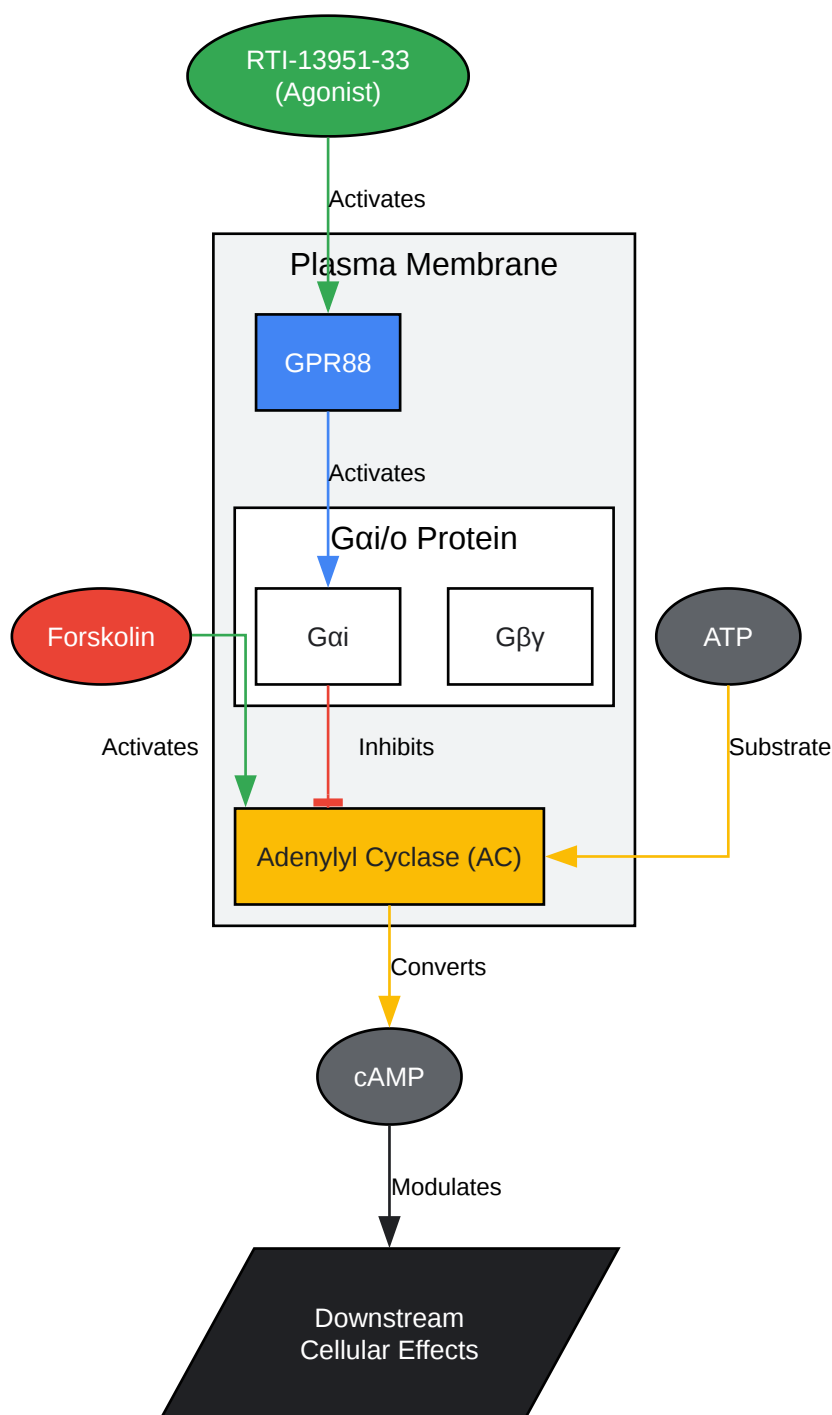 RTI-13951-33
(Agonist)
Activates
Plasma Membrane
GPR88
Activates
Gαi/o Protein
Forskolin
Gαi
Gβγ
ATP
Activates
Inhibits
Substrate
Adenylyl Cyclase (AC)
Converts
cAMP
Modulates
Downstream
Cellular Effects